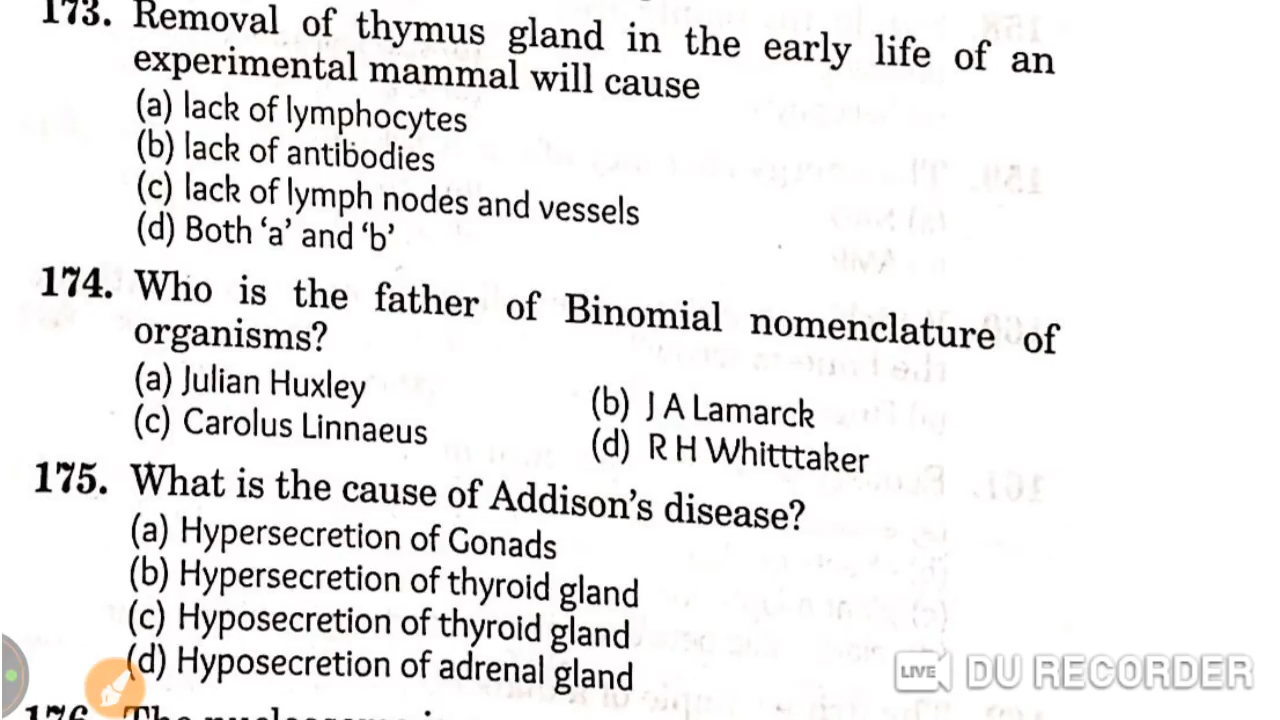 173. Removal of thymus gland in the early life of an
experimental mammal will cause
(a) lack of lymphocytes
(b) lack of antibodies
(c) lack of lymph nodes and vessels
(d) Both ‘a’ and ‘b’
174. Who is the father of Binomial nomenclature of
organisms?
(a) Julian Huxley
(b) J A Lamarck
(c) Carolus Linnaeus
(d) R H Whitttaker
175. What is the cause of Addison’s disease?
(a) Hypersecretion of Gonads
(b) Hypersecretion of thyroid gland
(c) Hyposecretion of thyroid gland
(d) Hyposecretion of adrenal gland
LIVE DU RECORDER
176. The